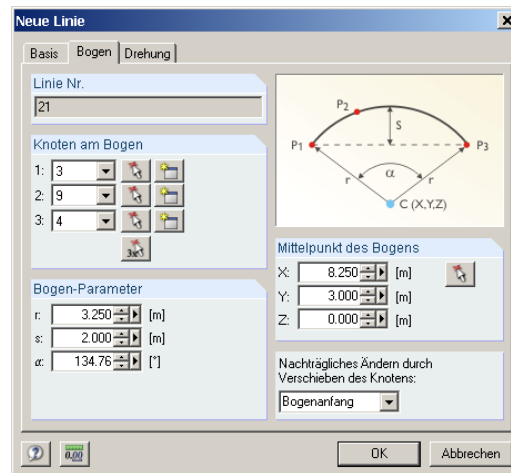 Neue Linie
Basis Bogen Drehung
Linie Nr.
21
Knoten am Bogen
1: 3
2: 9
3: 4
3x
Bogen-Parameter
r: 3.250 [m]
s: 2.000 [m]
α: 134.76 [°]
P2
S
P1
P3
α
r r
C (X,Y,Z)
Mittelpunkt des Bogens
X: 8.250 [m]
Y: 3.000 [m]
Z: 0.000 [m]
Nachträgliches Ändern durch
Verschieben des Knotens:
Bogenanfang
0.00
OK Abbrechen